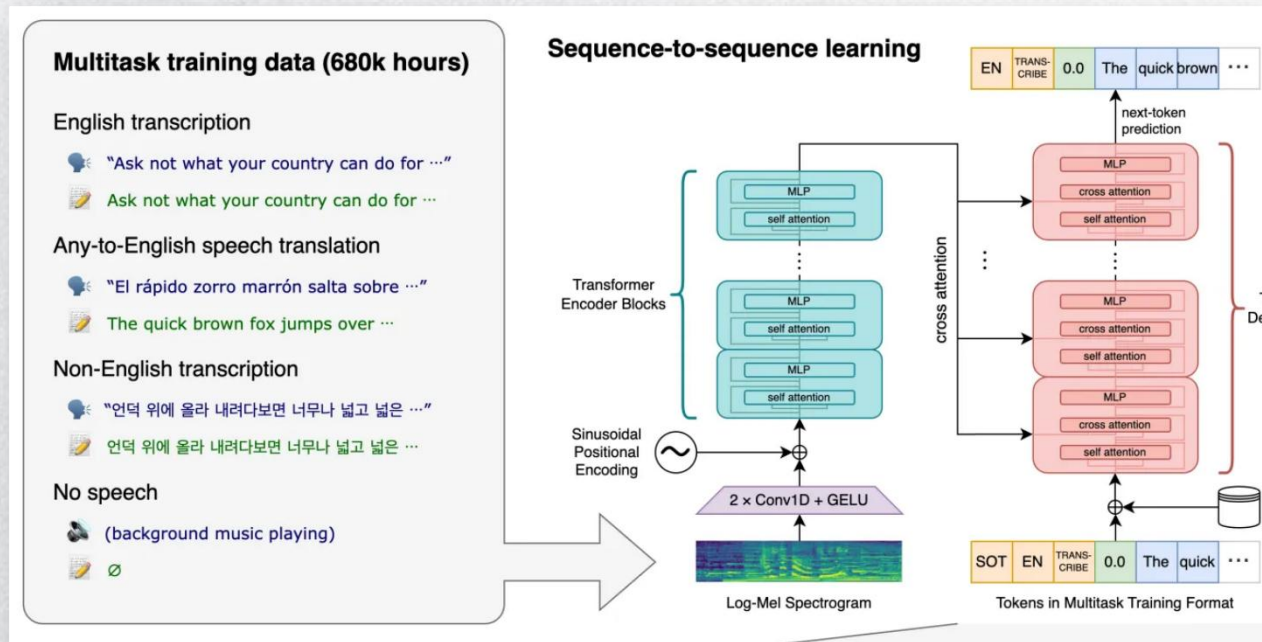 Multitask training data (680k hours)
English transcription
“Ask not what your country can do for ⋯”
Ask not what your country can do for ⋯
Any-to-English speech translation
“El rápido zorro marrón salta sobre ⋯”
The quick brown fox jumps over ⋯
Non-English transcription
“언덕 위에 올라 내려다보면 너무나 넓고 넓은 ⋯”
언덕 위에 올라 내려다보면 너무나 넓고 넓은 ⋯
No speech
(background music playing)
∅
Sequence-to-sequence learning
EN TRANS-CRIBE 0.0 The quick brown ⋯
next-token
prediction
MLP
self attention
⋯
MLP
self attention
MLP
self attention
Transformer
Encoder Blocks
Sinusoidal
Positional
Encoding
2 × Conv1D + GELU
Log-Mel Spectrogram
cross attention
⋯
MLP
cross attention
self attention
⋯
MLP
cross attention
self attention
MLP
cross attention
self attention
De
SOT EN TRANS-CRIBE 0.0 The quick ⋯
Tokens in Multitask Training Format